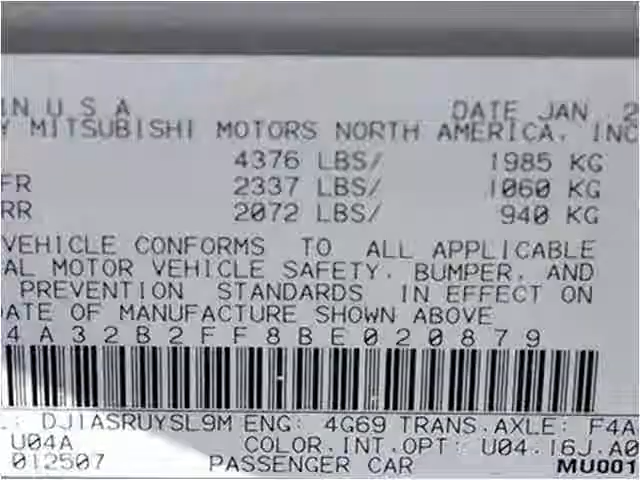 IN U S A DATE JAN 2
Y MITSUBISHI MOTORS NORTH AMERICA, INC
4376 LBS/ 1985 KG
FR 2337 LBS/ 1060 KG
RR 2072 LBS/ 940 KG
VEHICLE CONFORMS TO ALL APPLICABLE
AL MOTOR VEHICLE SAFETY, BUMPER, AND
PREVENTION STANDARDS IN EFFECT ON
DATE OF MANUFACTURE SHOWN ABOVE
4A32B2FF8BE020879
L: DJ1ASRUYSL9M ENG: 4G69 TRANS.AXLE: F4A
U04A COLOR.INT.OPT: U04.16J.A0
012507 PASSENGER CAR MU001